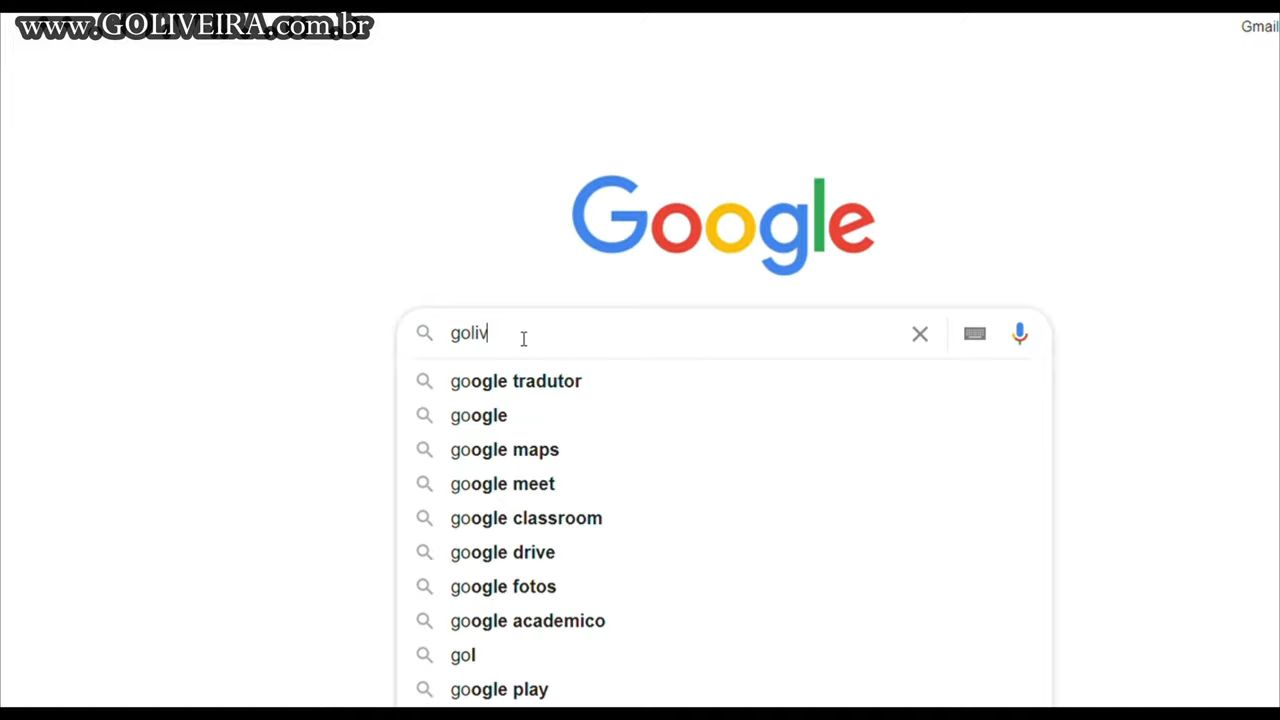 www.GOLIVEIRA.com.br
Gmail
Google
goliv
google tradutor
google
google maps
google meet
google classroom
google drive
google fotos
google academico
gol
google play